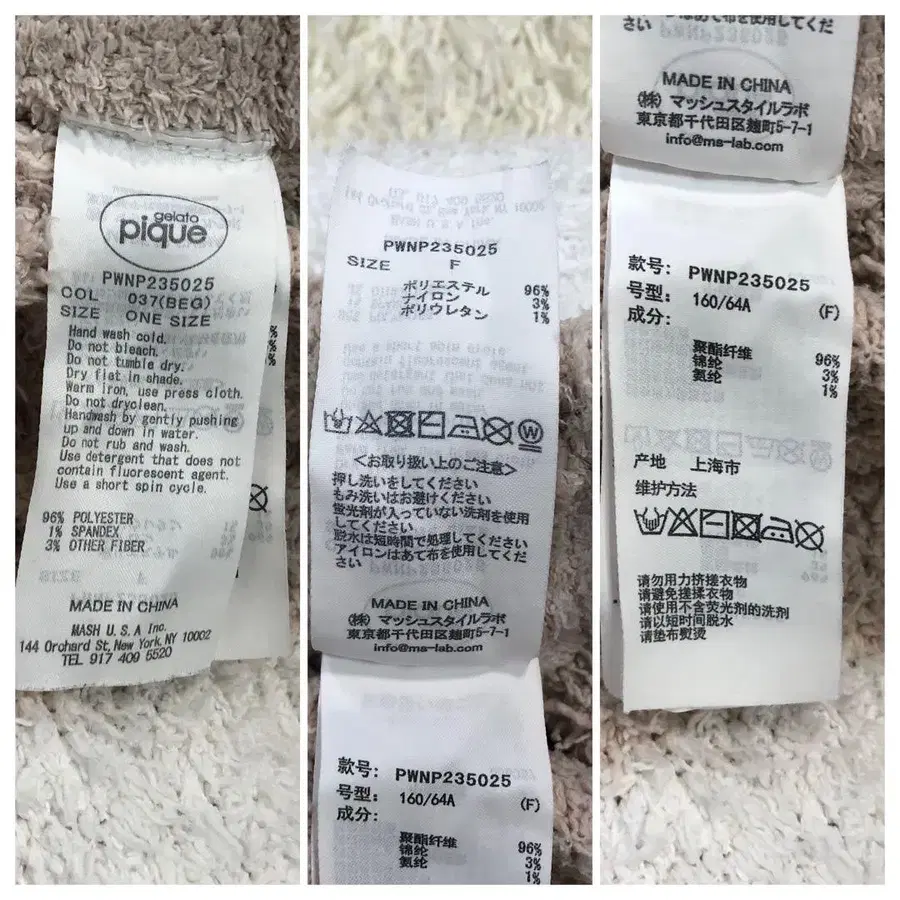 gelato
pique
PWNP235025
COL 037(BEG)
SIZE ONE SIZE
Hand wash cold.
Do not bleach.
Do not tumble dry.
Dry flat in shade.
Warm iron, use press cloth.
Do not dryclean.
Handwash by gently pushing
up and down in water.
Do not rub and wash.
Use detergent that does not
contain fluorescent agent.
Use a short spin cycle.
96% POLYESTER
1% SPANDEX
3% OTHER FIBER
MADE IN CHINA
MASH U.S.A Inc.
144 Orchard St, New York, NY 10002
TEL 917 409 5520
PWNP235025
SIZE F
ポリエステル 96%
ナイロン 3%
ポリウレタン 1%
W
<お取り扱い上のご注意>
押し洗いをしてください
もみ洗いはお避けください
蛍光剤が入っていない洗剤を使用
してください
脱水は短時間で処理してください
アイロンはあて布を使用してくだ
さい
MADE IN CHINA
(株) マッシュスタイルラボ
東京都千代田区麹町5-7-1
info@ms-lab.com
款号: PWNP235025
号型: 160/64A (F)
成分:
聚酯纤维 96%
锦纶 3%
氨纶 1%
はあて布を使用してくだ
さい
MADE IN CHINA
(株) マッシュスタイルラボ
東京都千代田区麹町5-7-1
info@ms-lab.com
款号: PWNP235025
号型: 160/64A (F)
成分:
聚酯纤维 96%
锦纶 3%
氨纶 1%
产地 上海市
维护方法
请勿用力挤搓衣物
请避免搓揉衣物
请使用不含荧光剂的洗剂
请以短时间脱水
请垫布熨烫